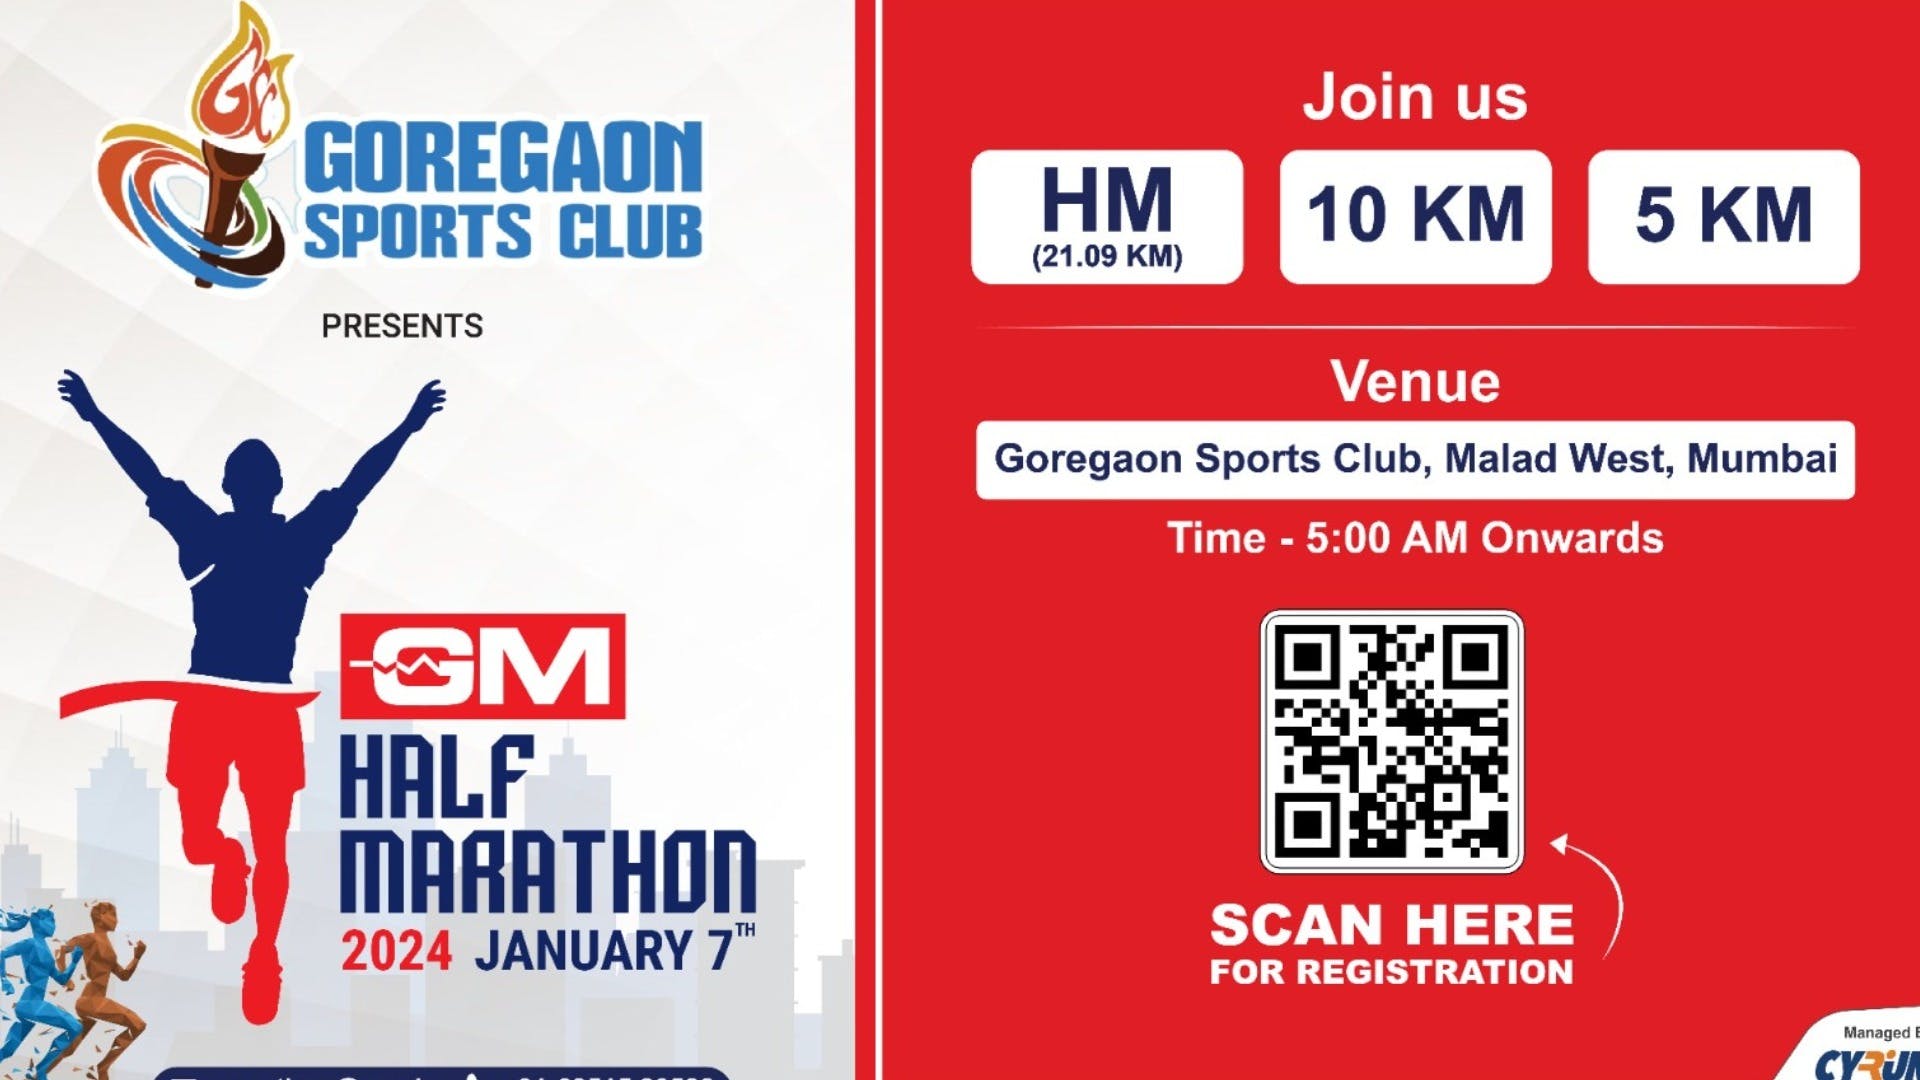 GSC
GOREGAON
SPORTS CLUB
PRESENTS
GM
HALF
MARATHON
2024 JANUARY 7TH
Join us
HM
(21.09 KM)
10 KM
5 KM
Venue
Goregaon Sports Club, Malad West, Mumbai
Time - 5:00 AM Onwards
SCAN HERE
FOR REGISTRATION
Managed